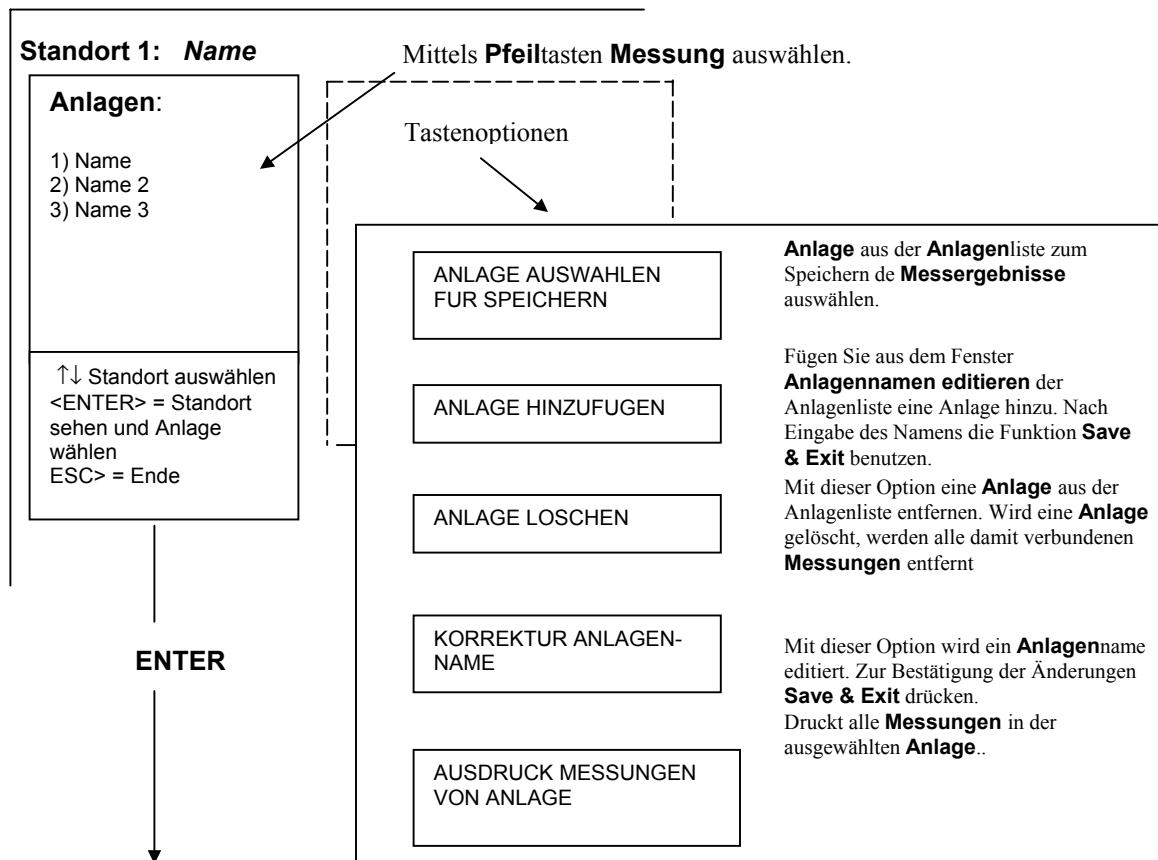 Standort 1: Name
Mittels Pfeiltasten Messung auswählen.
Anlagen:
1) Name
2) Name 2
3) Name 3
↑↓ Standort auswählen
<ENTER> = Standort
sehen und Anlage
wählen
ESC> = Ende
ENTER
Tastenoptionen
ANLAGE AUSWAHLEN
FUR SPEICHERN
Anlage aus der Anlagenliste zum
Speichern de Messergebnisse
auswählen.
ANLAGE HINZUFUGEN
Fügen Sie aus dem Fenster
Anlagennamen editieren der
Anlagenliste eine Anlage hinzu. Nach
Eingabe des Namens die Funktion Save
& Exit benutzen.
ANLAGE LOSCHEN
Mit dieser Option eine Anlage aus der
Anlagenliste entfernen. Wird eine Anlage
gelöscht, werden alle damit verbundenen
Messungen entfernt
KORREKTUR ANLAGEN-
NAME
Mit dieser Option wird ein Anlagenname
editiert. Zur Bestätigung der Änderungen
Save & Exit drücken.
Druckt alle Messungen in der
ausgewählten Anlage..
AUSDRUCK MESSUNGEN
VON ANLAGE